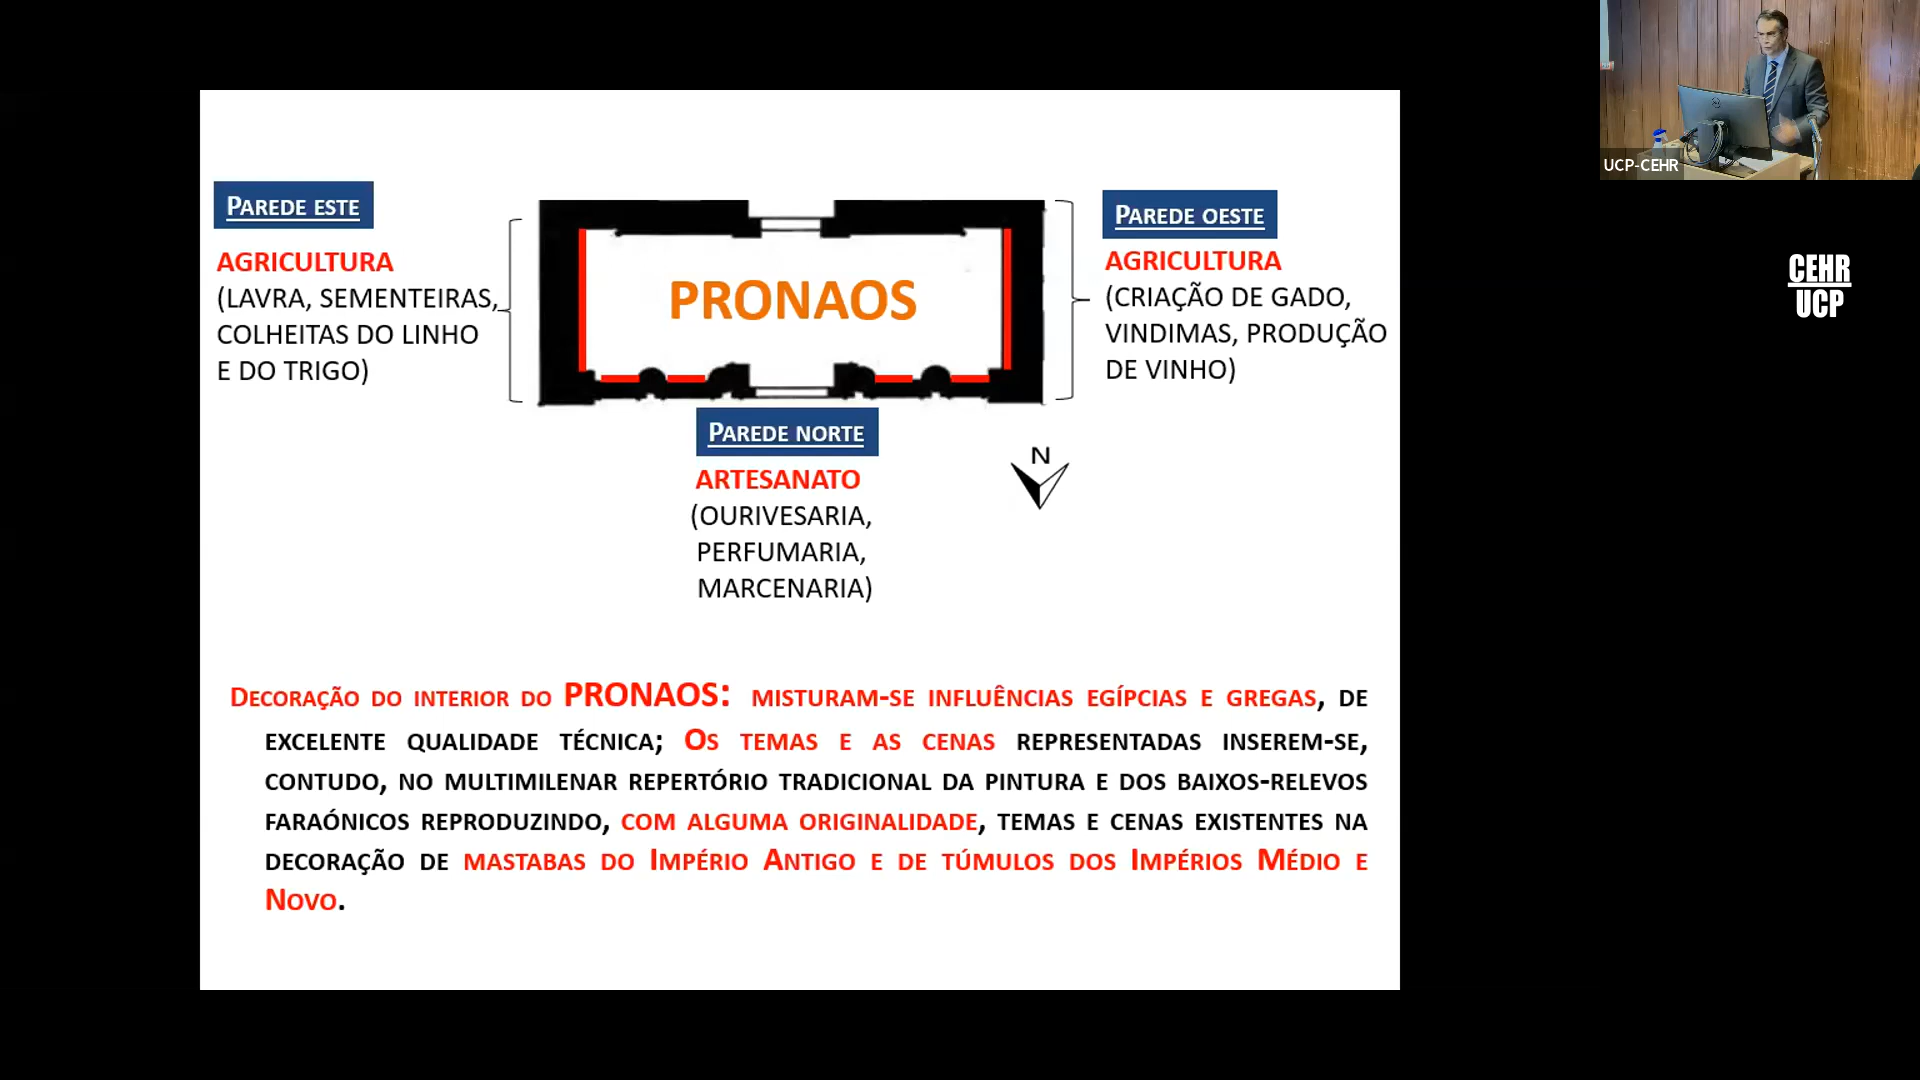 PAREDE ESTE
AGRICULTURA
(LAVRA, SEMENTEIRAS,
COLHEITAS DO LINHO
E DO TRIGO)
PRONAOS
PAREDE OESTE
AGRICULTURA
(CRIAÇÃO DE GADO,
VINDIMAS, PRODUÇÃO
DE VINHO)
PAREDE NORTE
ARTESANATO
(OURIVESARIA,
PERFUMARIA,
MARCENARIA)
N
DECORAÇÃO DO INTERIOR DO PRONAOS: MISTURAM-SE INFLUÊNCIAS EGÍPCIAS E GREGAS, DE
EXCELENTE QUALIDADE TÉCNICA; OS TEMAS E AS CENAS REPRESENTADAS INSEREM-SE,
CONTUDO, NO MULTIMILENAR REPERTÓRIO TRADICIONAL DA PINTURA E DOS BAIXOS-RELEVOS
FARAÓNICOS REPRODUZINDO, COM ALGUMA ORIGINALIDADE, TEMAS E CENAS EXISTENTES NA
DECORAÇÃO DE MASTABAS DO IMPÉRIO ANTIGO E DE TÚMULOS DOS IMPÉRIOS MÉDIO E
NOVO.
UCP-CEHR
CEHR
UCP